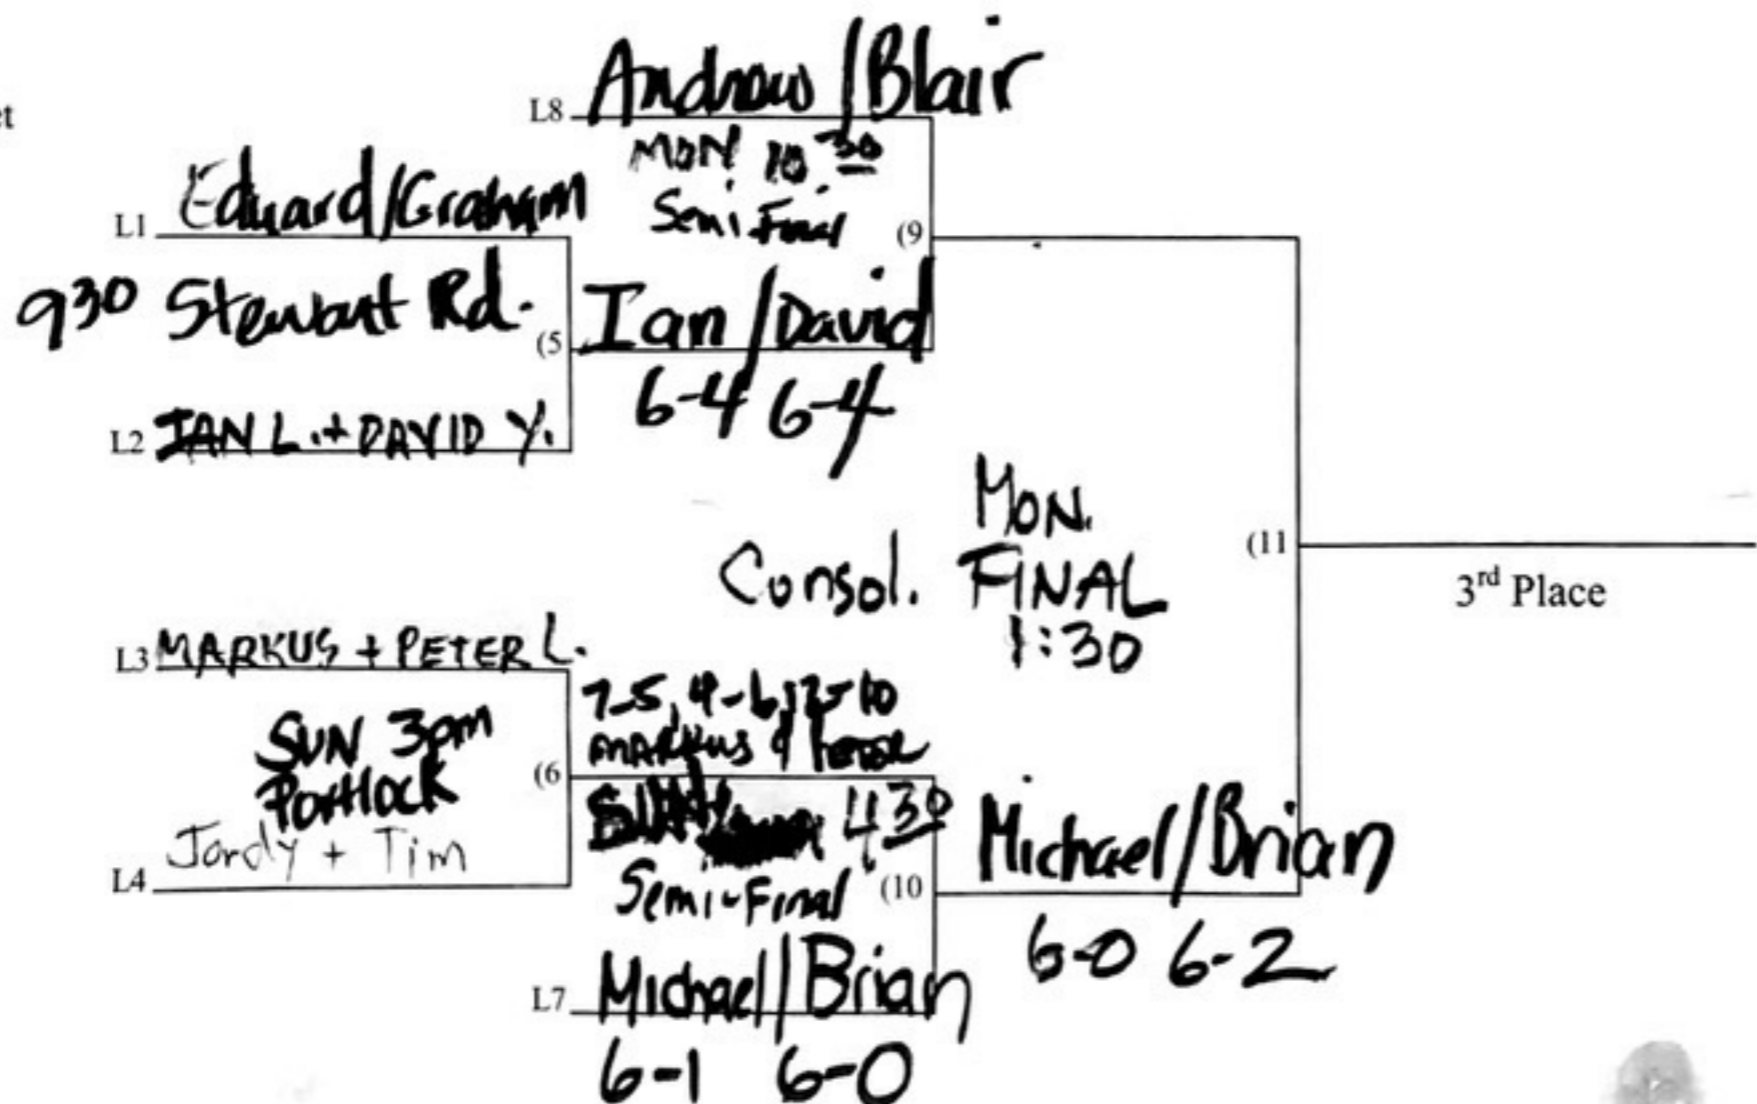 et
L8 Andrew/Blair
MON 10 30
Semi-Final
(9
L1 Eduard/Graham
930 Stewart Rd.
(5 Ian/David
6-4 6-4
L2 IAN L. + DAVID Y.
MON.
Consol. FINAL
1:30
(11
3rd Place
L3 MARKUS + PETER L.
7-5, 4-6, 12-10
MARKUS &
SUN 3pm
Portlock
(6
430
L4 Jordy + Tim
Semi-Final
(10 Michael/Brian
6-0 6-2
L7 Michael/Brian
6-1 6-0